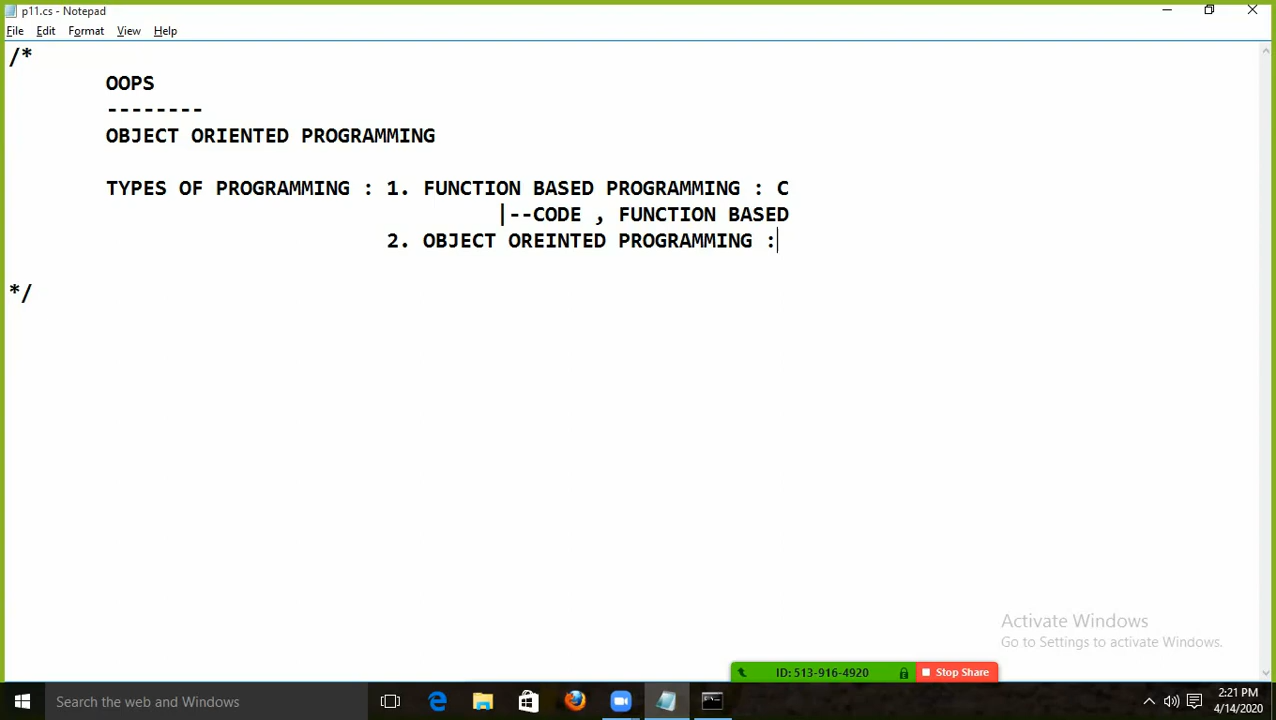 p11.cs - Notepad
File Edit Format View Help
/*
OOPS
--------
OBJECT ORIENTED PROGRAMMING
TYPES OF PROGRAMMING : 1. FUNCTION BASED PROGRAMMING : C
|--CODE , FUNCTION BASED
2. OBJECT OREINTED PROGRAMMING :
*/
Activate Windows
Go to Settings to activate Windows.
ID: 513-916-4920 Stop Share
Search the web and Windows
2:21 PM
4/14/2020